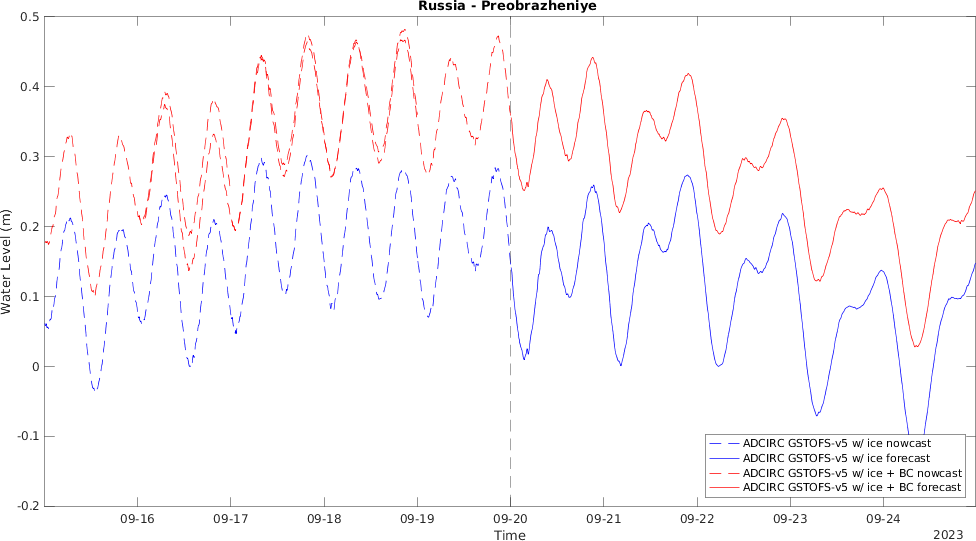 Russia - Preobrazheniye
0.5
0.4
0.3
0.2
0.1
0
-0.1
-0.2
Water Level (m)
ADCIRC GSTOFS-v5 w/ ice nowcast
ADCIRC GSTOFS-v5 w/ ice forecast
ADCIRC GSTOFS-v5 w/ ice + BC nowcast
ADCIRC GSTOFS-v5 w/ ice + BC forecast
09-16 09-17 09-18 09-19 09-20 09-21 09-22 09-23 09-24
Time
2023